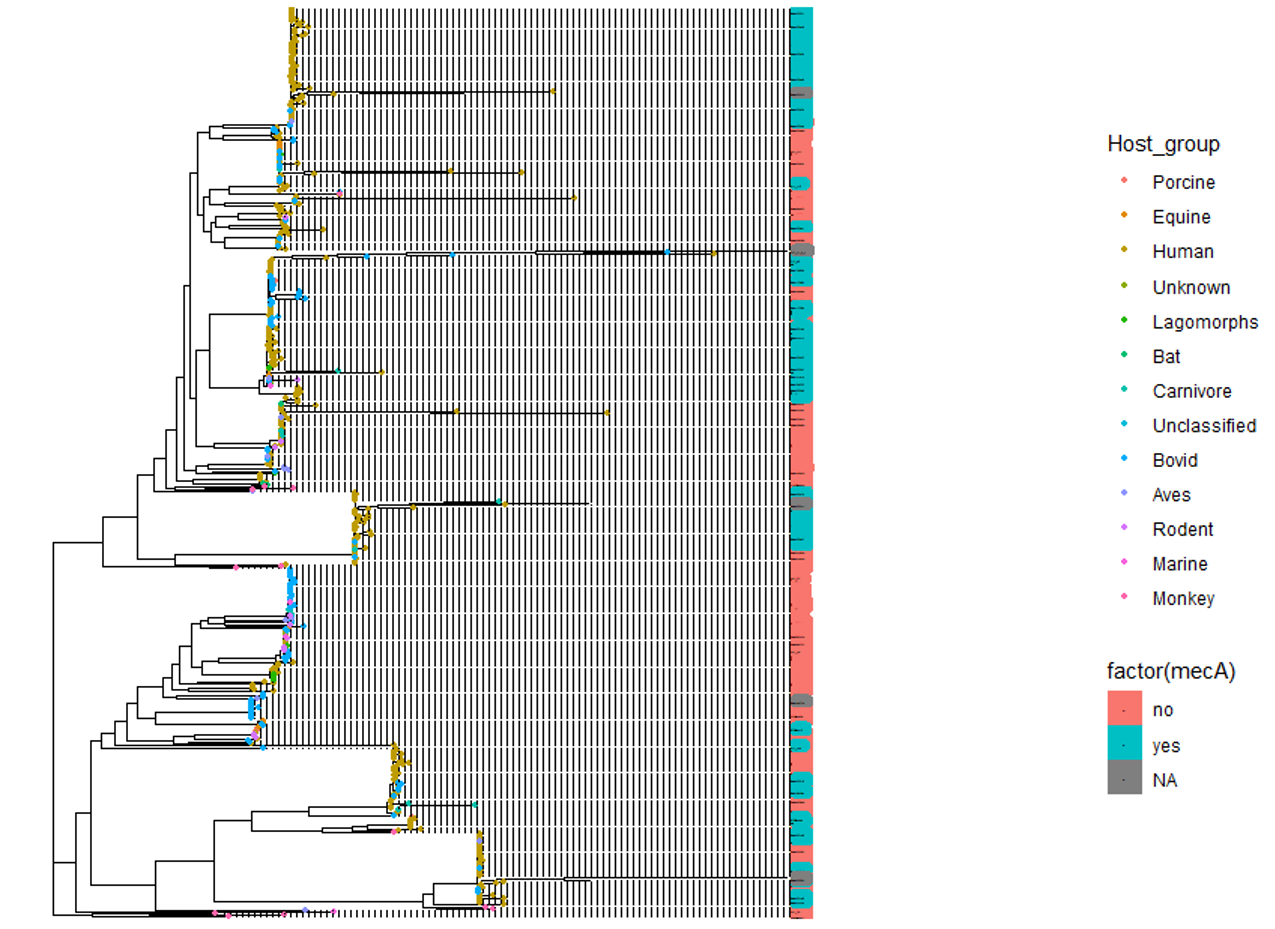 Host_group
Porcine
Equine
Human
Unknown
Lagomorphs
Bat
Carnivore
Unclassified
Bovid
Aves
Rodent
Marine
Monkey
factor(mecA)
no
yes
NA